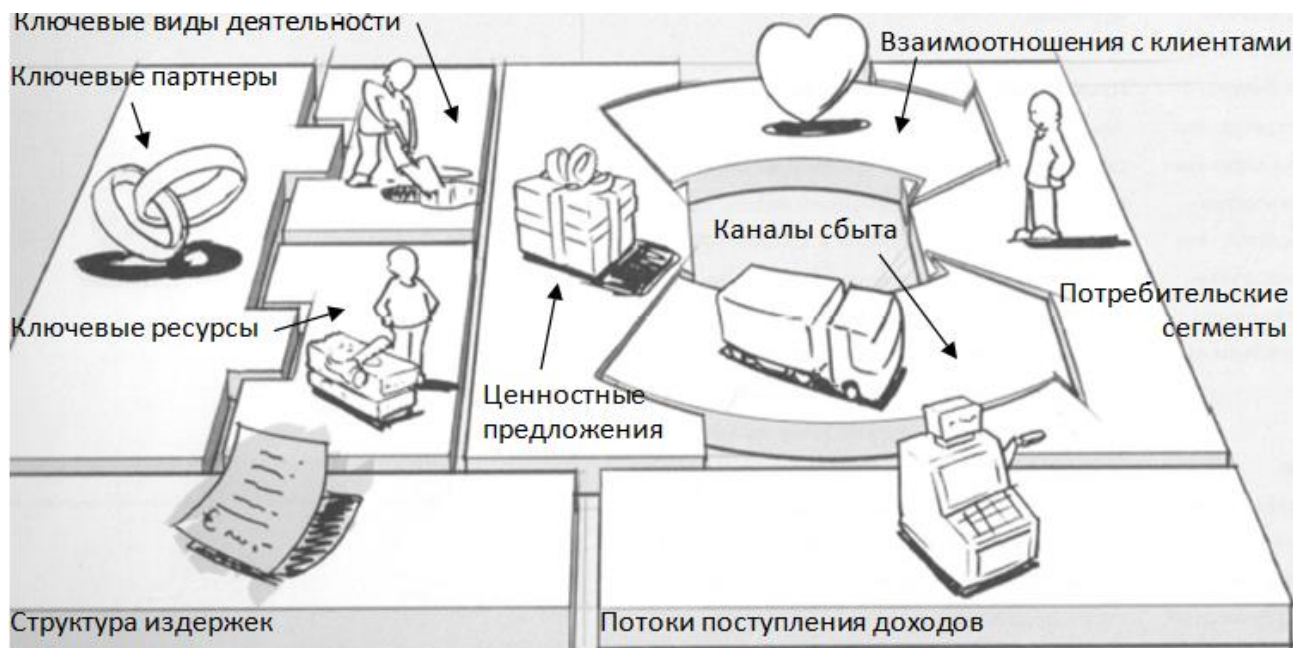 Ключевые виды деятельности
Ключевые партнеры
Взаимоотношения с клиентами
Каналы сбыта
Ключевые ресурсы
Потребительские
сегменты
Ценностные
предложения
Структура издержек
Потоки поступления доходов